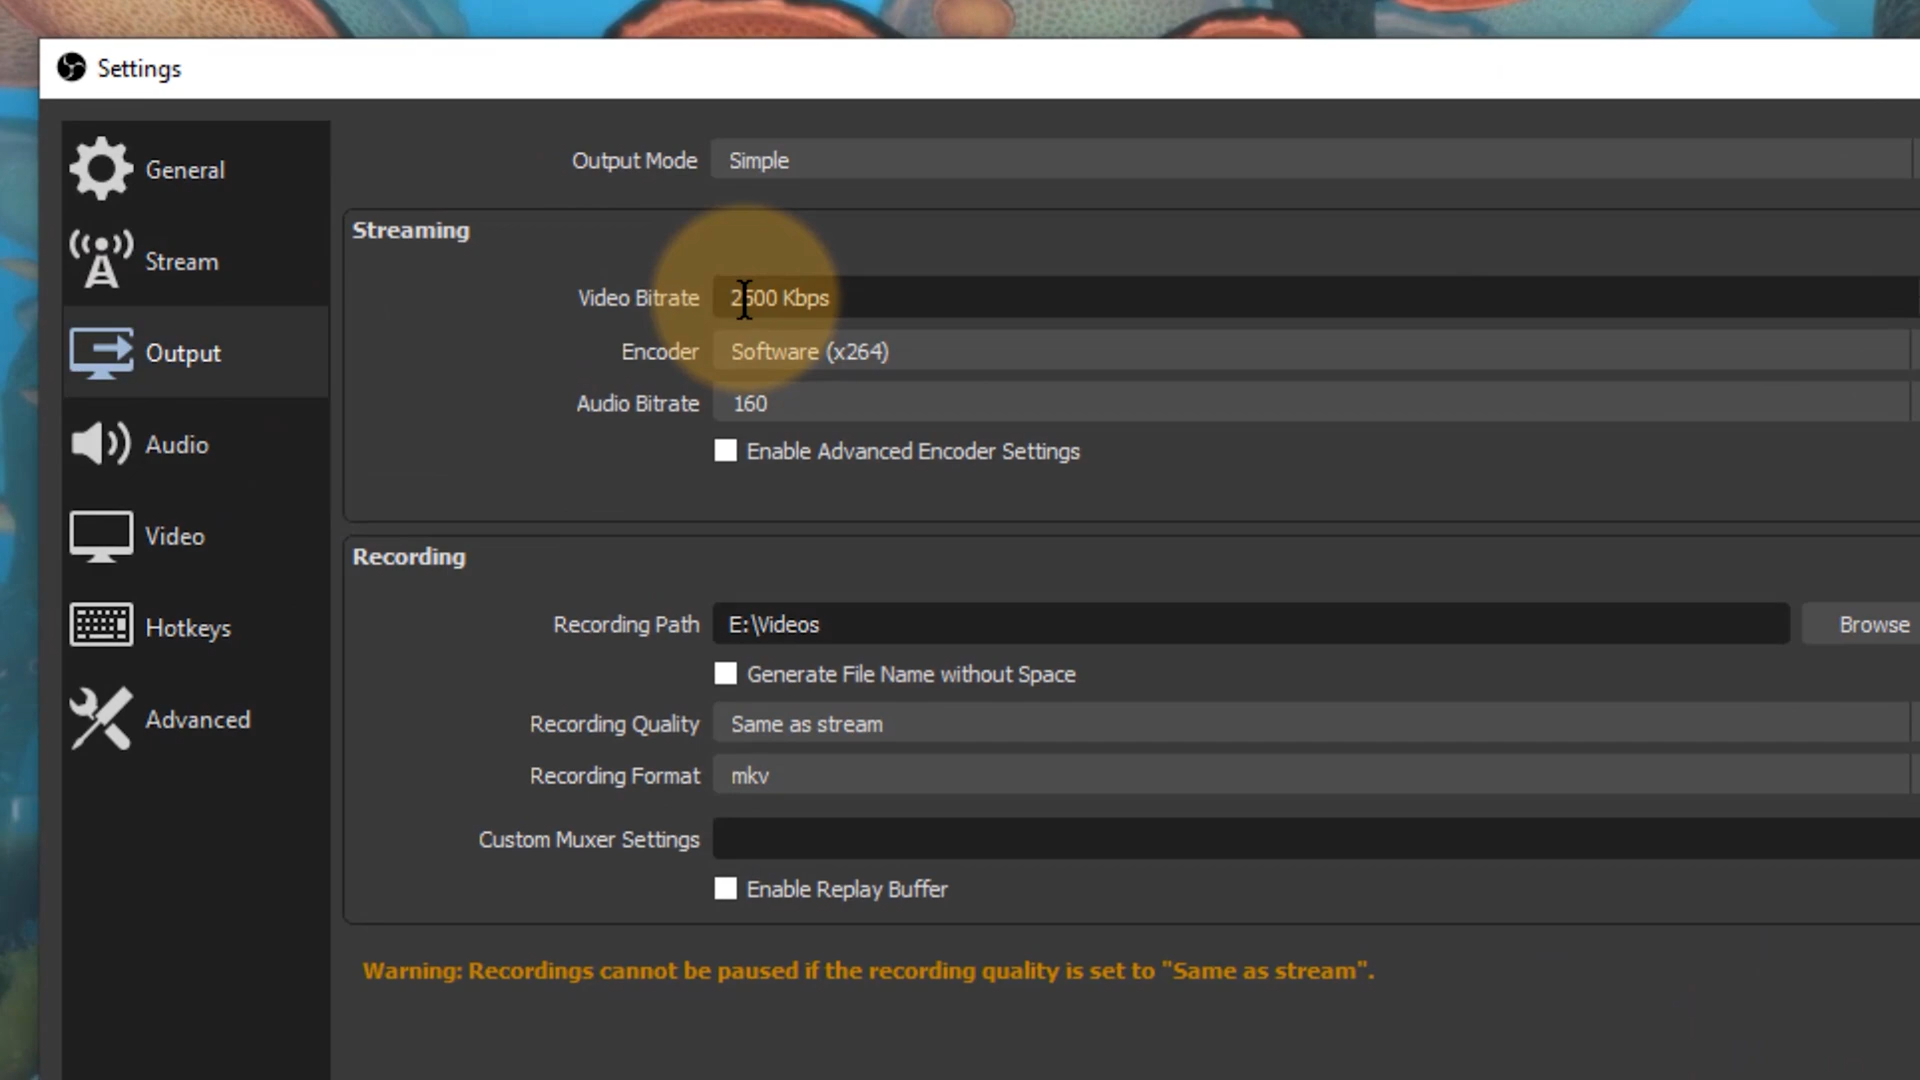 Settings
General
Stream
Output
Audio
Video
Hotkeys
Advanced
Output Mode Simple
Streaming
Video Bitrate 2500 Kbps
Encoder Software (x264)
Audio Bitrate 160
Enable Advanced Encoder Settings
Recording
Recording Path E:\Videos Browse
Generate File Name without Space
Recording Quality Same as stream
Recording Format mkv
Custom Muxer Settings
Enable Replay Buffer
Warning: Recordings cannot be paused if the recording quality is set to "Same as stream".